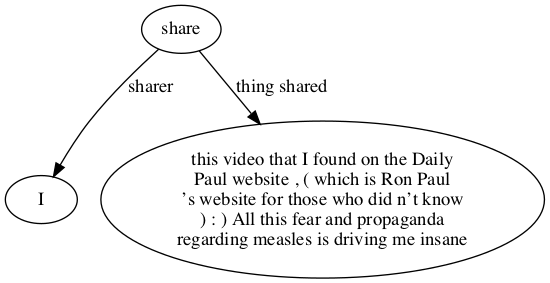 share
sharer
thing shared
I
this video that I found on the Daily
Paul website , ( which is Ron Paul
's website for those who did n't know
) : ) All this fear and propaganda
regarding measles is driving me insane